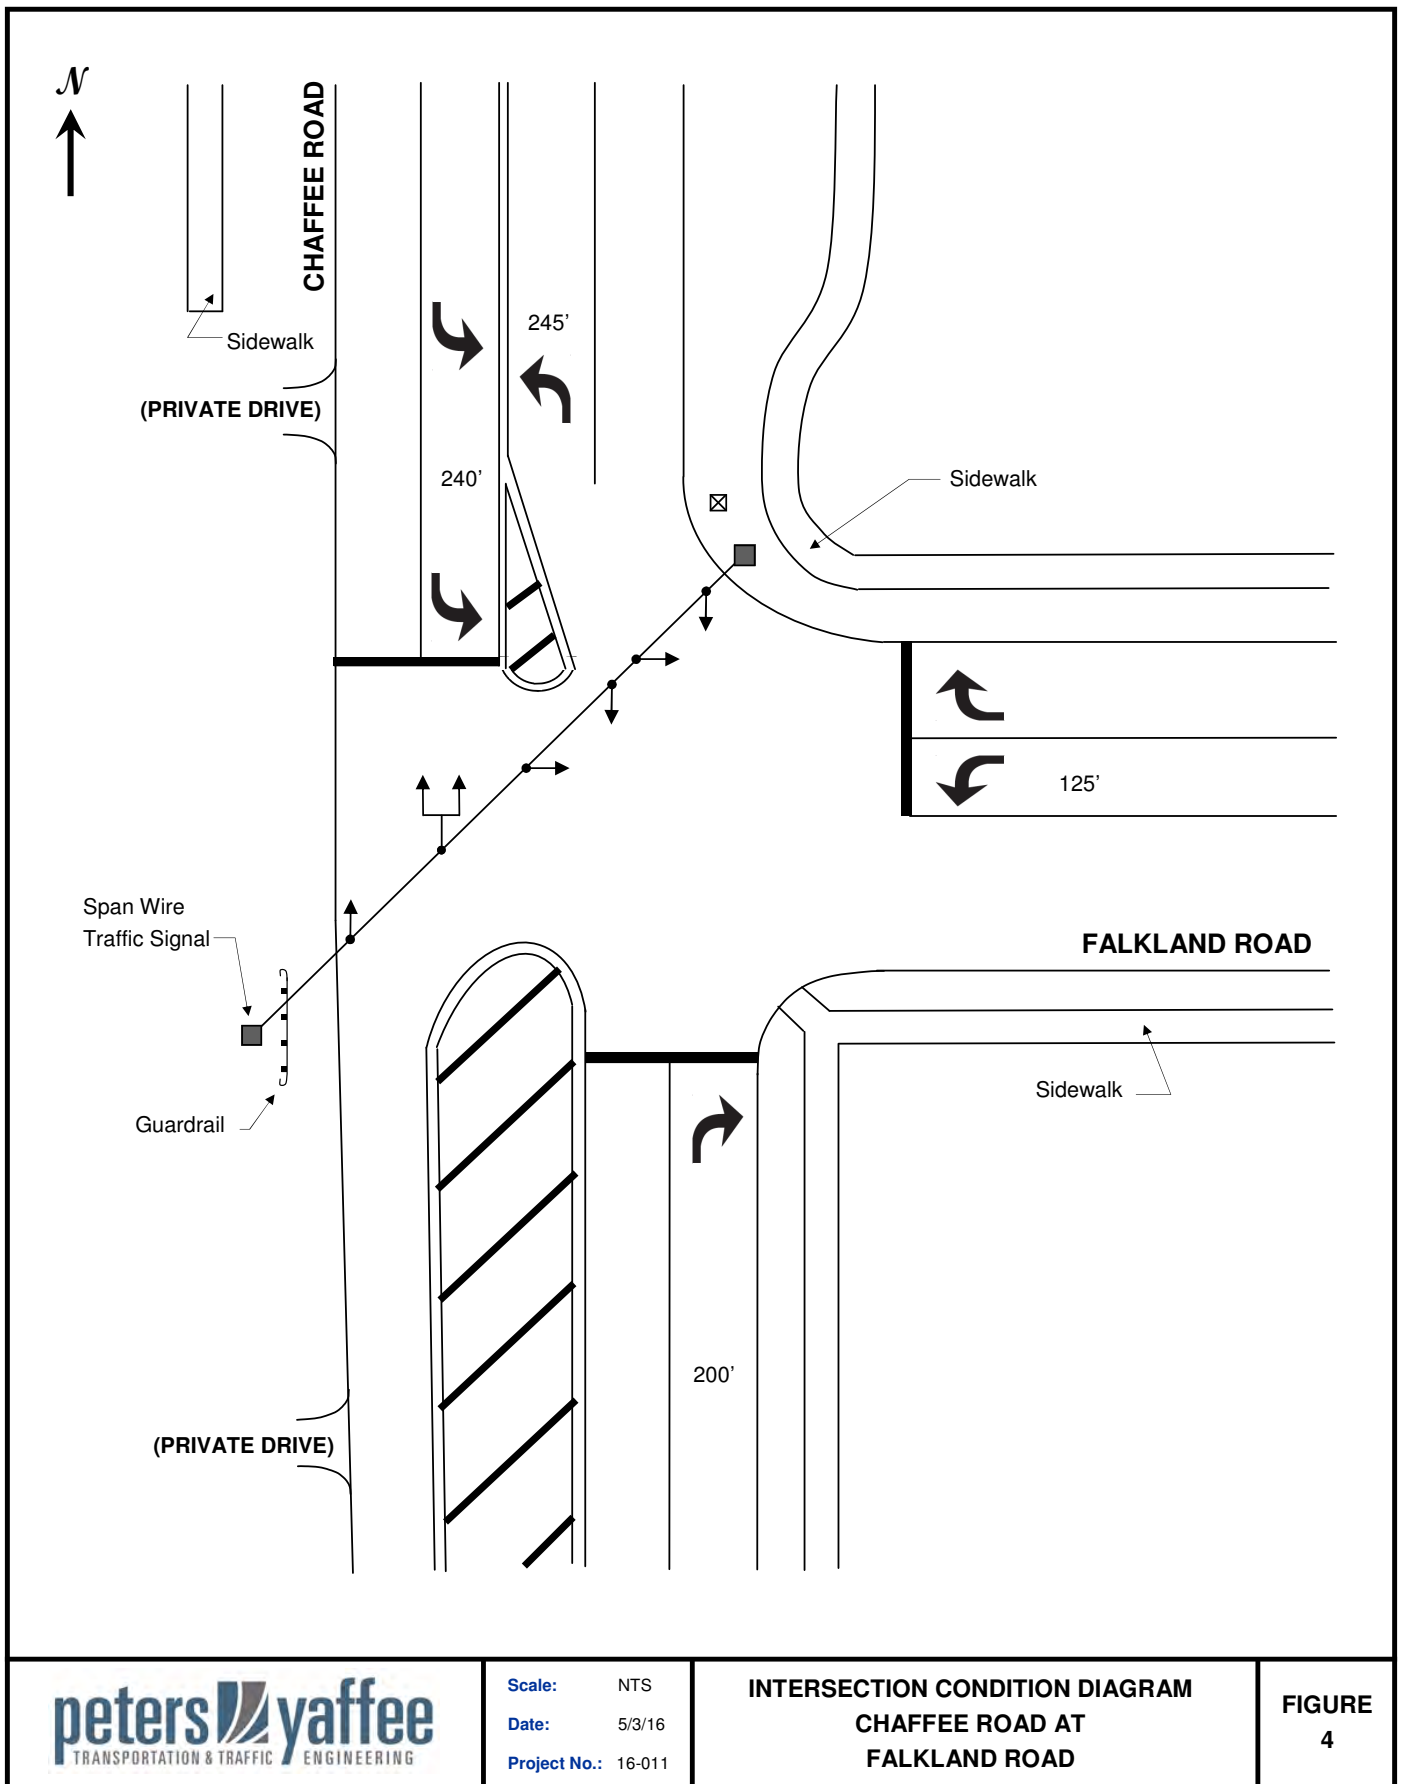 N
CHAFFEE ROAD
Sidewalk
245’
(PRIVATE DRIVE)
240’
Sidewalk
125’
Span Wire
Traffic Signal
FALKLAND ROAD
Guardrail
Sidewalk
200’
(PRIVATE DRIVE)
peters yaffee
TRANSPORTATION & TRAFFIC ENGINEERING
Scale: NTS
Date: 5/3/16
Project No.: 16-011
INTERSECTION CONDITION DIAGRAM
CHAFFEE ROAD AT
FALKLAND ROAD
FIGURE
4